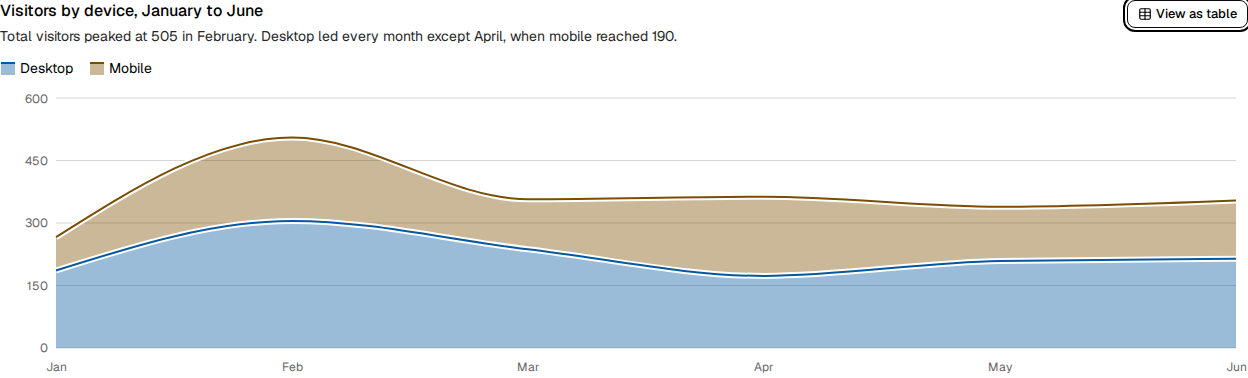 Visitors by device, January to June
View as table
Total visitors peaked at 505 in February. Desktop led every month except April, when mobile reached 190.
Desktop Mobile
600
450
300
150
0
Jan Feb Mar Apr May Jun